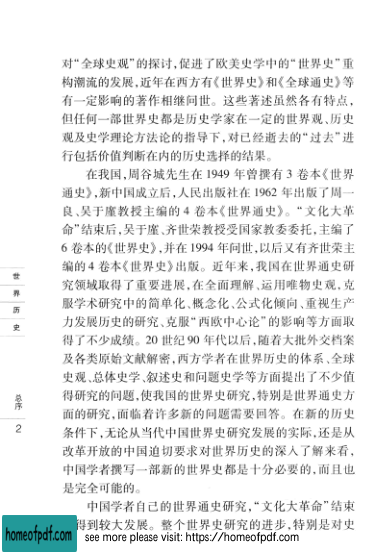 对“全球史观”的探讨,促进了欧美史学中的“世界史”重
构潮流的发展,近年在西方有《世界史》和《全球通史》等
有一定影响的著作相继问世。这些著述虽然各有特点,
但任何一部世界史都是历史学家在一定的世界观、历史
观及史学理论方法论的指导下,对已经逝去的“过去”进
行包括价值判断在内的历史选择的结果。
在我国,周谷城先生在 1949 年曾撰有 3 卷本《世界
通史》,新中国成立后,人民出版社在 1962 年出版了周一
良、吴于廑教授主编的 4 卷本《世界通史》。“文化大革
命”结束后,吴于廑、齐世荣教授受国家教委委托,主编了
6 卷本的《世界史》,并在 1994 年问世,以后又有齐世荣主
编的 4 卷本《世界史》出版。近年来,我国在世界通史研
究领域取得了重要进展,在全面理解、运用唯物史观,克
服学术研究中的简单化、概念化、公式化倾向、重视生产
力发展历史的研究、克服“西欧中心论”的影响等方面取
得了不少成绩。20 世纪 90 年代以后,随着大批外交档案
及各类原始文献解密,西方学者在世界历史的体系、全球
史观、总体史学、叙述史和问题史学等方面提出了不少值
得研究的问题,使我国的世界史研究,特别是世界通史方
面的研究,面临着许多新的问题需要回答。在新的历史
条件下,无论从当代中国世界史研究发展的实际,还是从
改革开放的中国迫切要求对世界历史的深入了解来看,
中国学者撰写一部新的世界史都是十分必要的,而且也
是完全可能的。
中国学者自己的世界通史研究,“文化大革命”结束
得到较大发展。整个世界史研究的进步,特别是对史
世界历史
总序
2
homeofpdf.com
see more please visit: https://homeofpdf.com